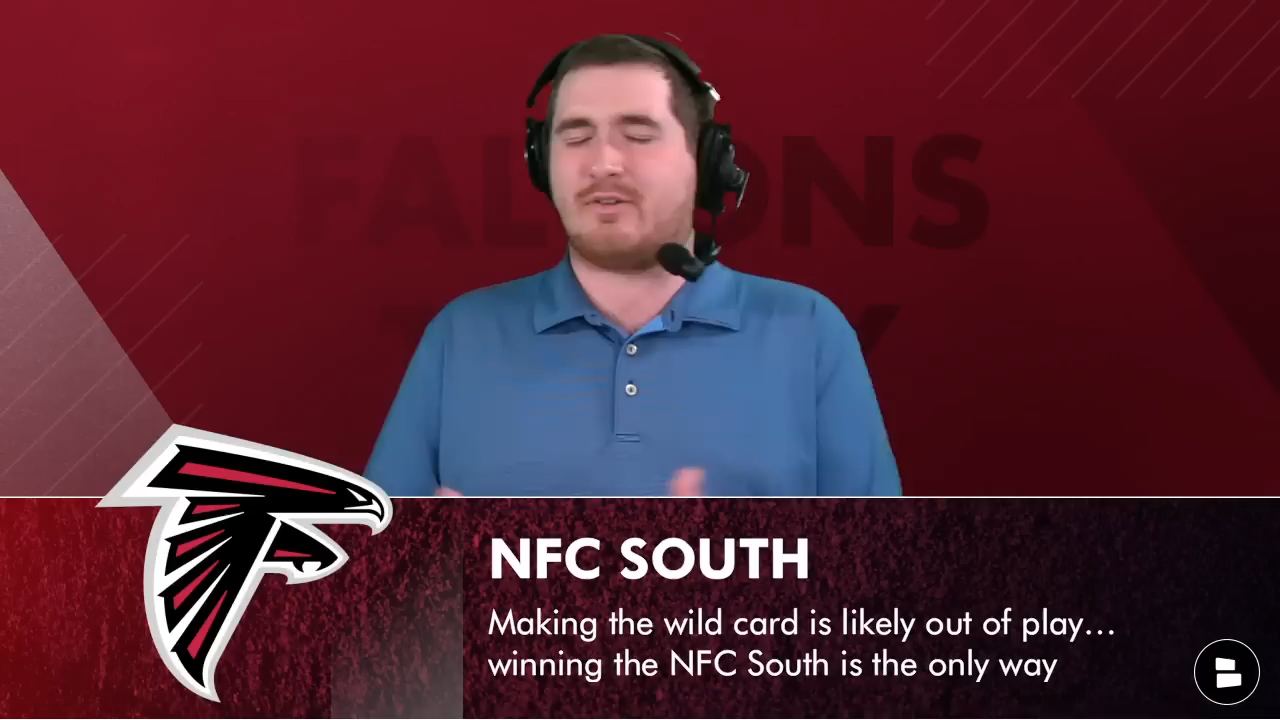 FALCONS
NFC SOUTH
Making the wild card is likely out of play...
winning the NFC South is the only way